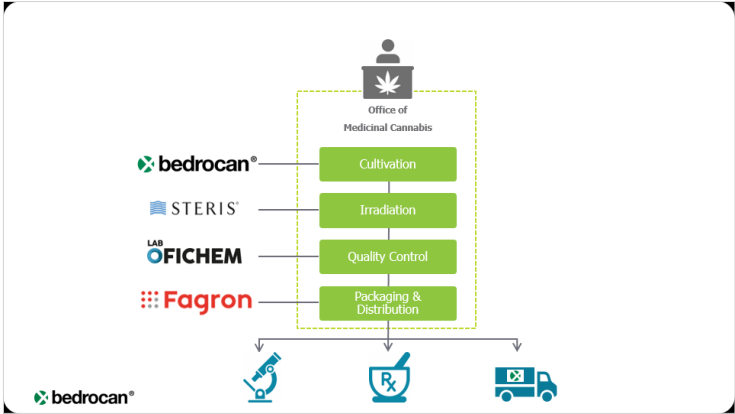 Office of
Medicinal Cannabis
bedrocan®
Cultivation
STERIS®
Irradiation
LAB
OFICHEM
Quality Control
Fagron
Packaging &
Distribution
Rx
bedrocan®